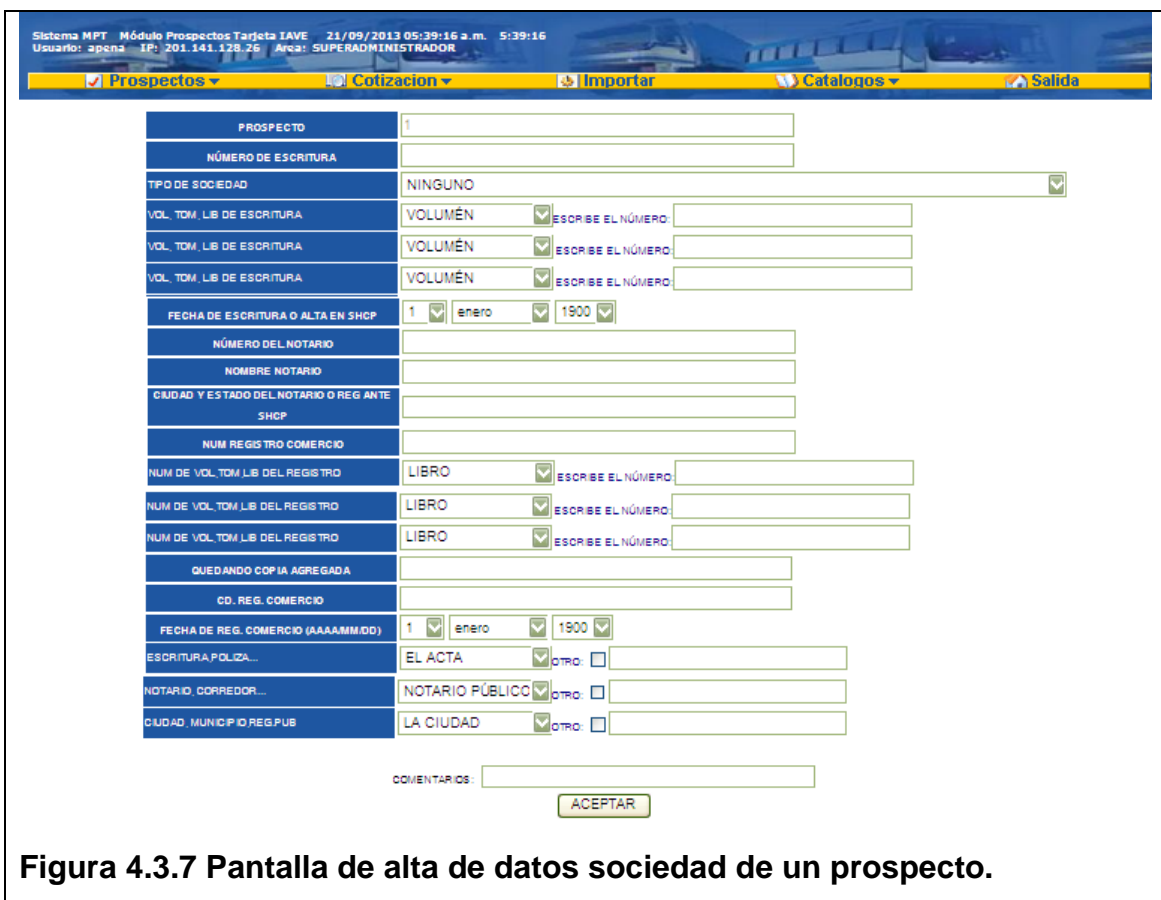 Sistema MPT Módulo Prospectos Tarjeta IAVE 21/09/2013 05:39:16 a.m. 5:39:16
Usuario: apena IP: 201.141.128.26 Area: SUPERADMINISTRADOR
Prospectos Cotizacion Importar Catalogos Salida
PROSPECTO 1
NÚMERO DE ESCRITURA
TIPO DE SOCIEDAD NINGUNO
VOL, TOM, LIB DE ESCRITURA VOLUMÉN ESCRIBE EL NÚMERO:
VOL, TOM, LIB DE ESCRITURA VOLUMÉN ESCRIBE EL NÚMERO:
VOL, TOM, LIB DE ESCRITURA VOLUMÉN ESCRIBE EL NÚMERO:
FECHA DE ESCRITURA O ALTA EN SHCP 1 enero 1900
NÚMERO DEL NOTARIO
NOMBRE NOTARIO
CIUDAD Y ESTADO DEL NOTARIO O REG ANTE
SHCP
NUM REGISTRO COMERCIO
NUM DE VOL,TOM,LIB DEL REGISTRO LIBRO ESCRIBE EL NÚMERO:
NUM DE VOL,TOM,LIB DEL REGISTRO LIBRO ESCRIBE EL NÚMERO:
NUM DE VOL,TOM,LIB DEL REGISTRO LIBRO ESCRIBE EL NÚMERO:
QUEDANDO COPIA AGREGADA
CD. REG. COMERCIO
FECHA DE REG. COMERCIO (AAAA/MM/DD) 1 enero 1900
ESCRITURA,POLIZA... EL ACTA OTRO:
NOTARIO, CORREDOR... NOTARIO PÚBLICO OTRO:
CIUDAD, MUNICIPIO,REG.PUB LA CIUDAD OTRO:
COMENTARIOS:
ACEPTAR
Figura 4.3.7 Pantalla de alta de datos sociedad de un prospecto.